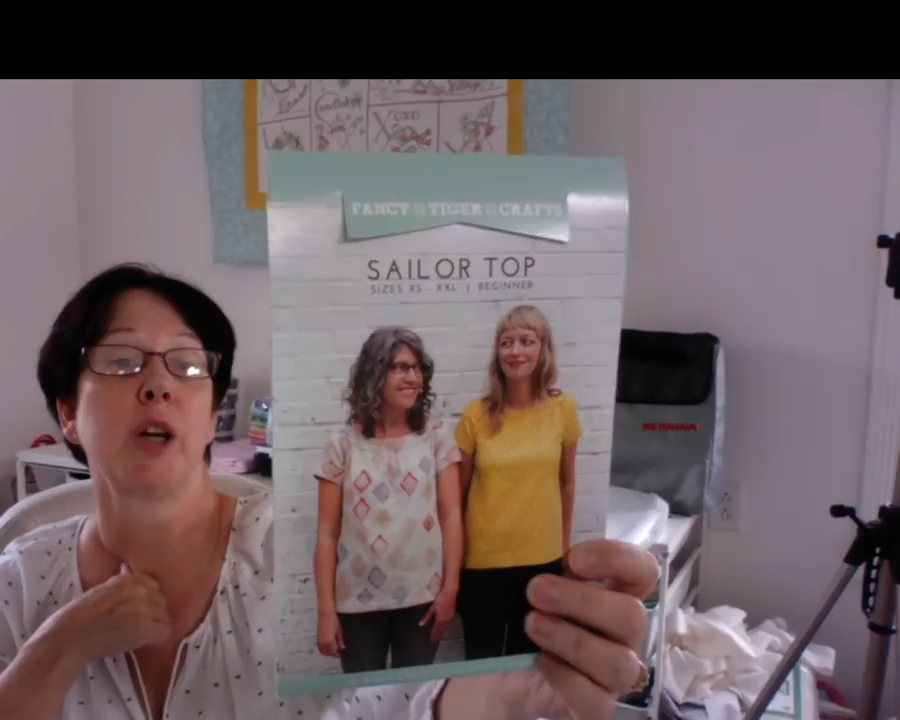 FANCY TIGER CRAFTS
SAILOR TOP
SIZES XS - XXL | BEGINNER
BERNINA